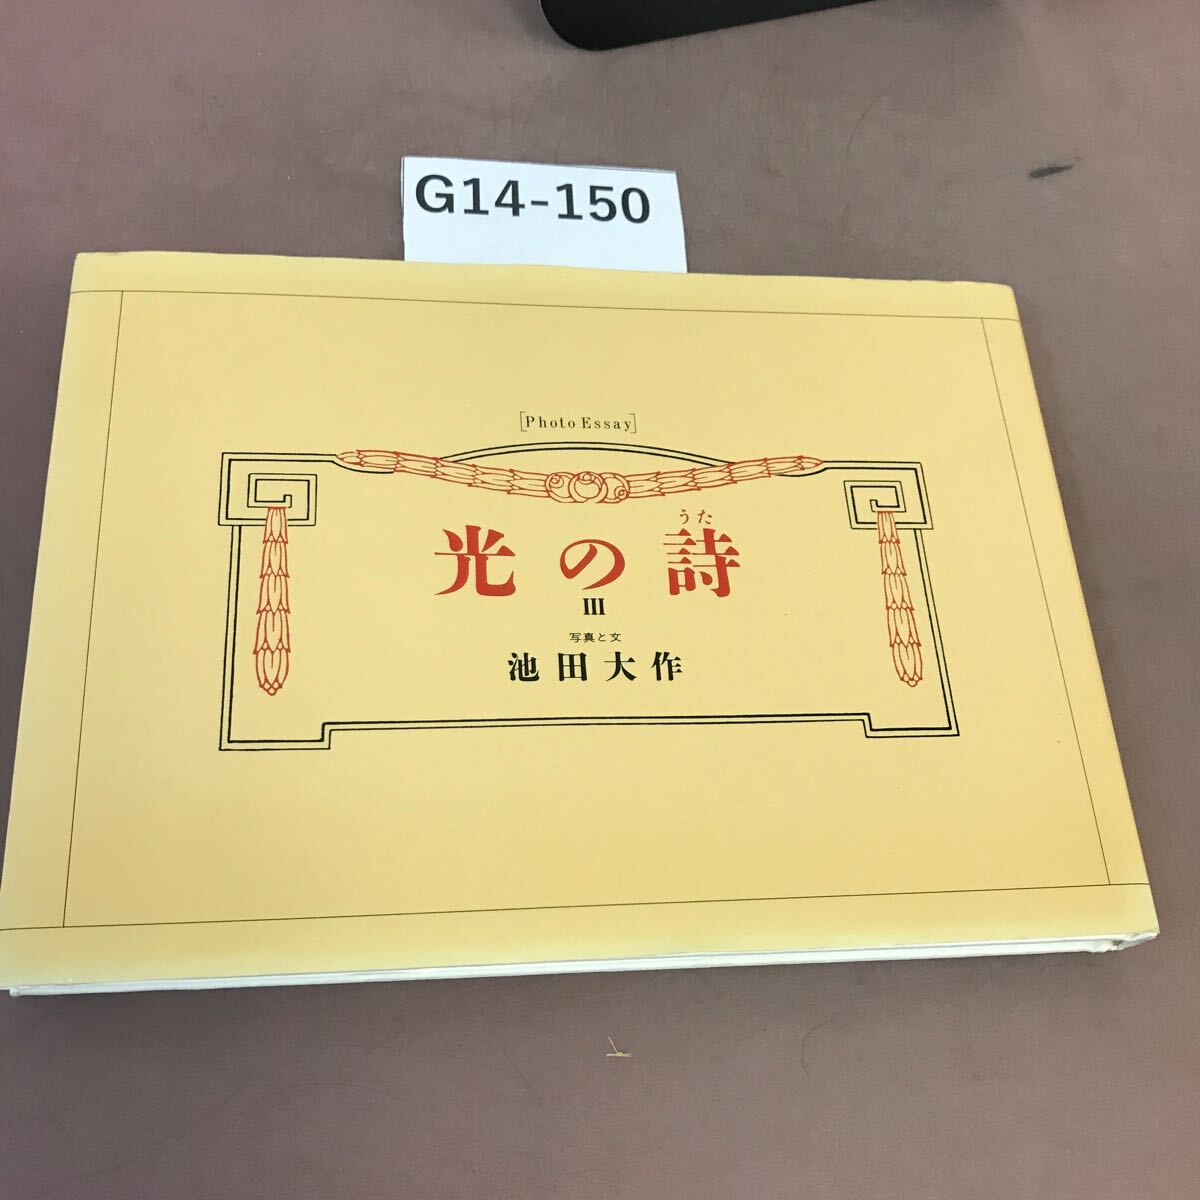 G14-150
[Photo Essay]
うた
光の詩
III
写真と文
池田大作